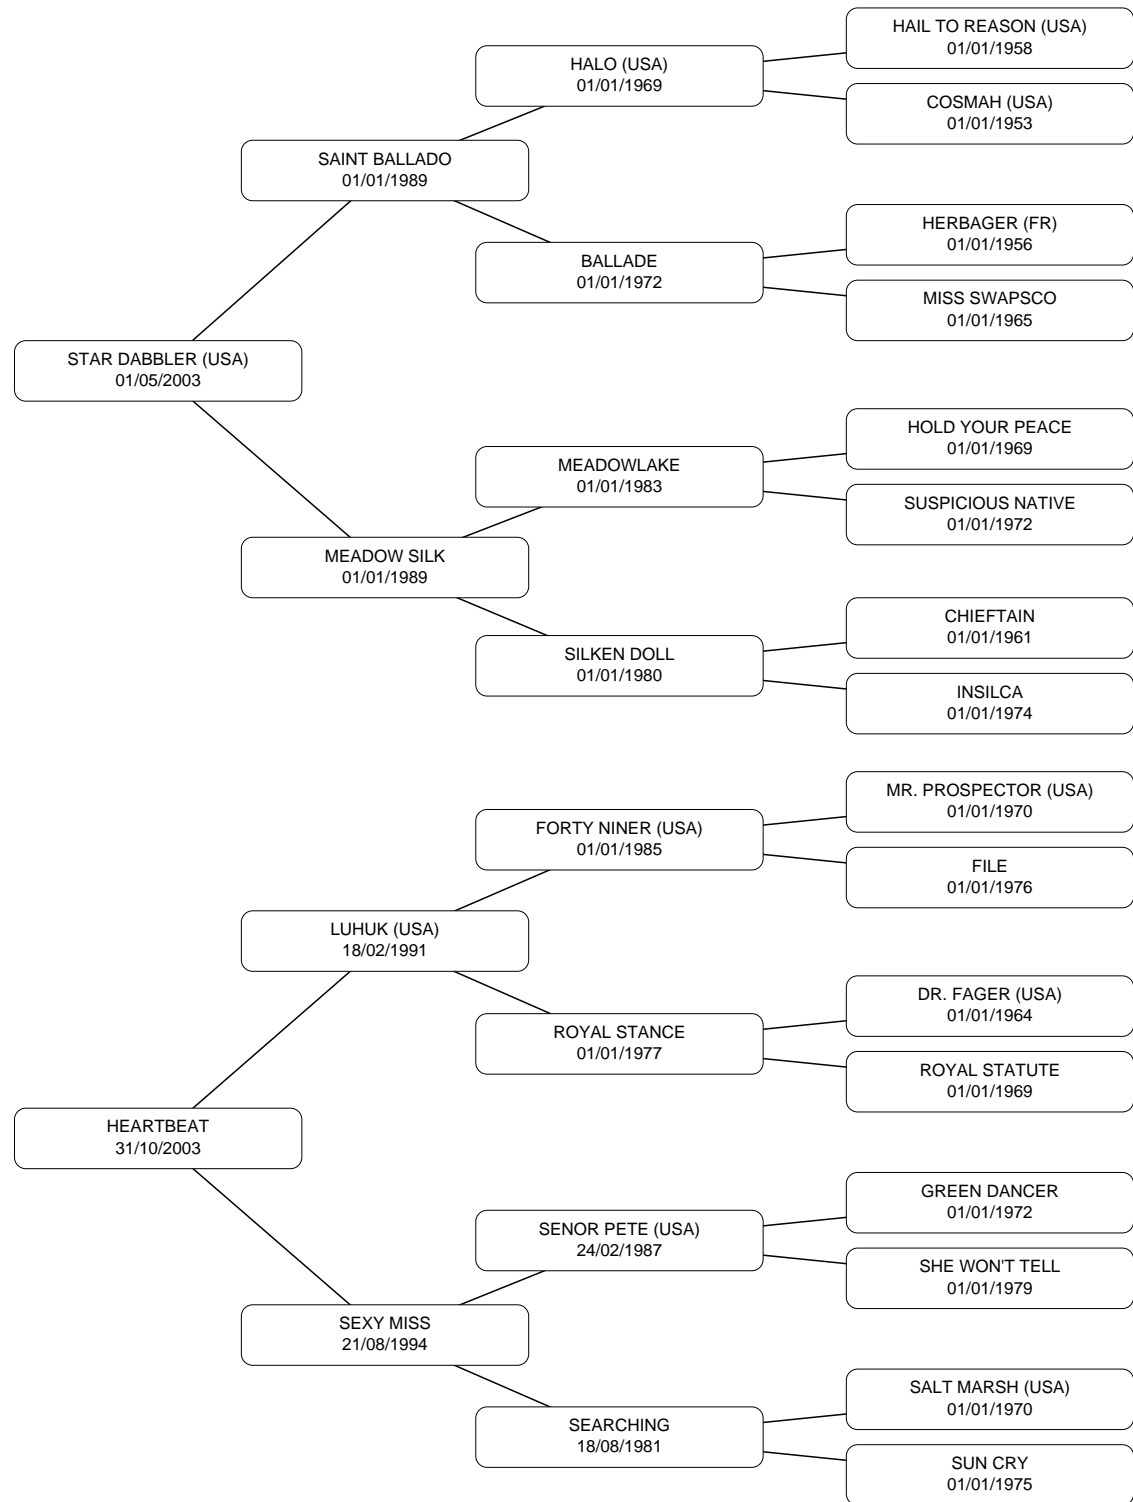 HAIL TO REASON (USA)
01/01/1958
HALO (USA)
01/01/1969
COSMAH (USA)
01/01/1953
SAINT BALLADO
01/01/1989
HERBAGER (FR)
01/01/1956
BALLADE
01/01/1972
MISS SWAPSCO
01/01/1965
STAR DABBLER (USA)
01/05/2003
HOLD YOUR PEACE
01/01/1969
MEADOWLAKE
01/01/1983
SUSPICIOUS NATIVE
01/01/1972
MEADOW SILK
01/01/1989
CHIEFTAIN
01/01/1961
SILKEN DOLL
01/01/1980
INSILCA
01/01/1974
MR. PROSPECTOR (USA)
01/01/1970
FORTY NINER (USA)
01/01/1985
FILE
01/01/1976
LUHUK (USA)
18/02/1991
DR. FAGER (USA)
01/01/1964
ROYAL STANCE
01/01/1977
ROYAL STATUTE
01/01/1969
HEARTBEAT
31/10/2003
GREEN DANCER
01/01/1972
SENOR PETE (USA)
24/02/1987
SHE WON'T TELL
01/01/1979
SEXY MISS
21/08/1994
SALT MARSH (USA)
01/01/1970
SEARCHING
18/08/1981
SUN CRY
01/01/1975